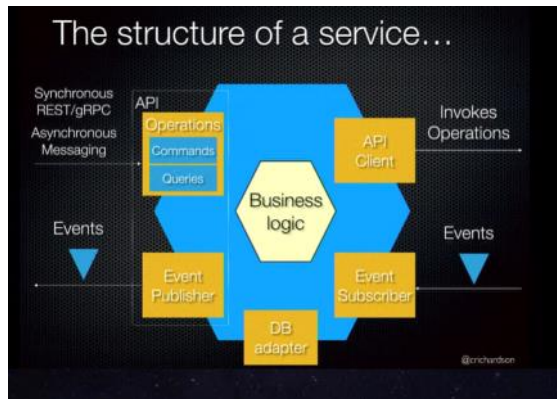 The structure of a service…
Synchronous
REST/gRPC
Asynchronous
Messaging
API
Operations
Commands
Queries
API
Client
Invokes
Operations
Business
logic
Events
Events
Event
Publisher
Event
Subscriber
DB
adapter
@crichardson